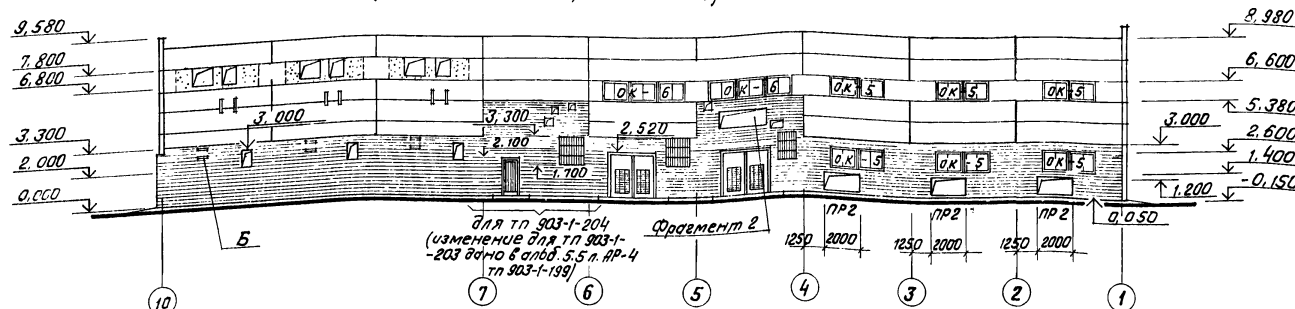 9,580
7.800
6,800
3.300
2.000
0,000
3,000
3,300
2.100
1.700
2,520
ОК-6
ОК-6
ОК-5
ОК-5
ОК-5
ОК-5
ОК-5
ОК-5
8,980
6,600
5.380
3.000
2.600
1.400
1.200
-0,150
0,050
Б
для тп 903-1-204
(изменение для тп 903-1-
-203 дано в альб. 5.5 л. АР-4
тп 903-1-199)
Фрагмент 2
ПР2
ПР2
ПР2
1250 2000
1250 2000
1250 2000
10 7 6 5 4 3 2 1